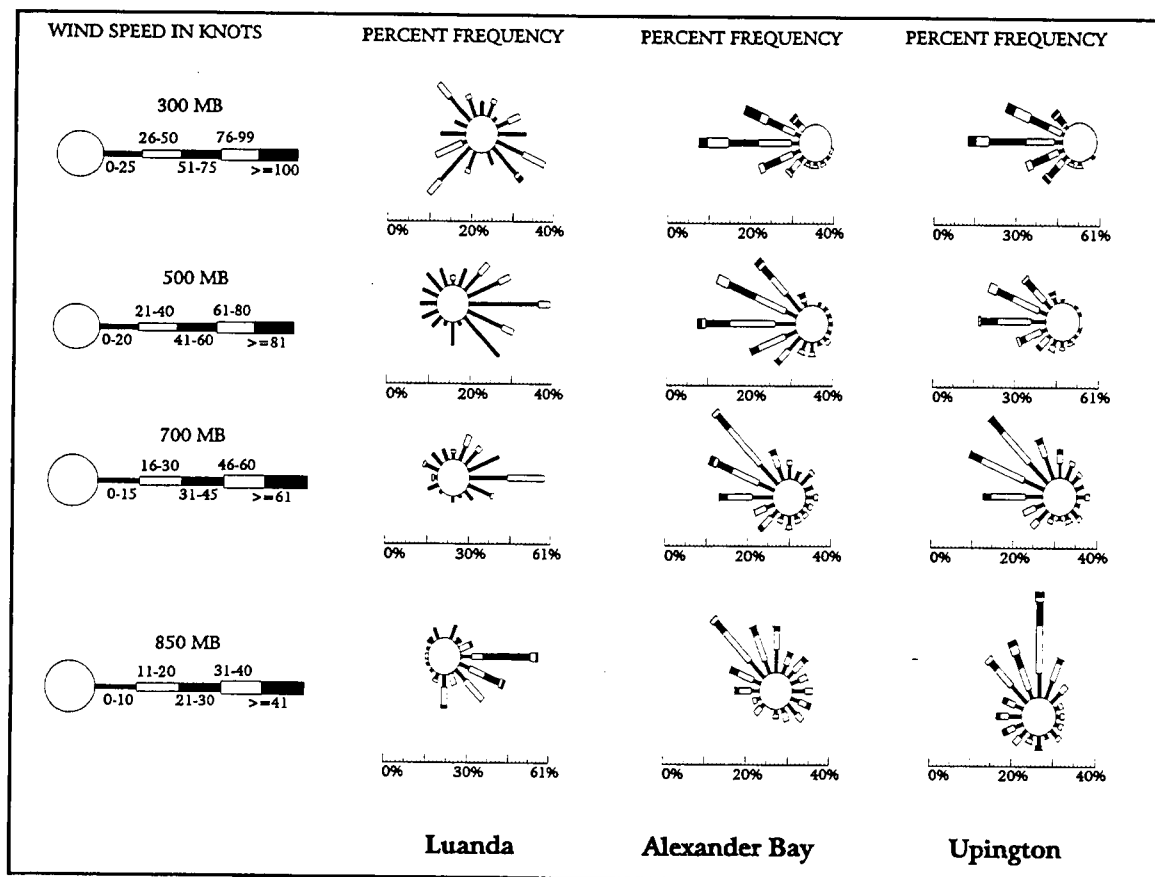 WIND SPEED IN KNOTS PERCENT FREQUENCY PERCENT FREQUENCY PERCENT FREQUENCY
300 MB
26-50 76-99
0-25 51-75 >=100
0% 20% 40% 0% 20% 40% 0% 30% 61%
500 MB
21-40 61-80
0-20 41-60 >=81
0% 20% 40% 0% 20% 40% 0% 30% 61%
700 MB
16-30 46-60
0-15 31-45 >=61
0% 30% 61% 0% 20% 40% 0% 20% 40%
850 MB
11-20 31-40
0-10 21-30 >=41
0% 30% 61% 0% 20% 40% 0% 20% 40%
Luanda Alexander Bay Upington